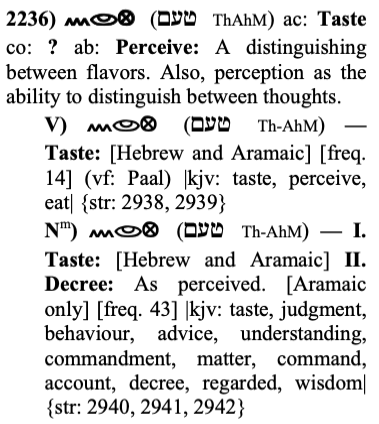 2236) (טעם ThAhM) ac: Taste
co: ? ab: Perceive: A distinguishing
between flavors. Also, perception as the
ability to distinguish between thoughts.
V) (טעם Th-AhM) —
Taste: [Hebrew and Aramaic] [freq.
14] (vf: Paal) |kjv: taste, perceive,
eat| {str: 2938, 2939}
Nᵐ) (טעם Th-AhM) — I.
Taste: [Hebrew and Aramaic] II.
Decree: As perceived. [Aramaic
only] [freq. 43] |kjv: taste, judgment,
behaviour, advice, understanding,
commandment, matter, command,
account, decree, regarded, wisdom|
{str: 2940, 2941, 2942}